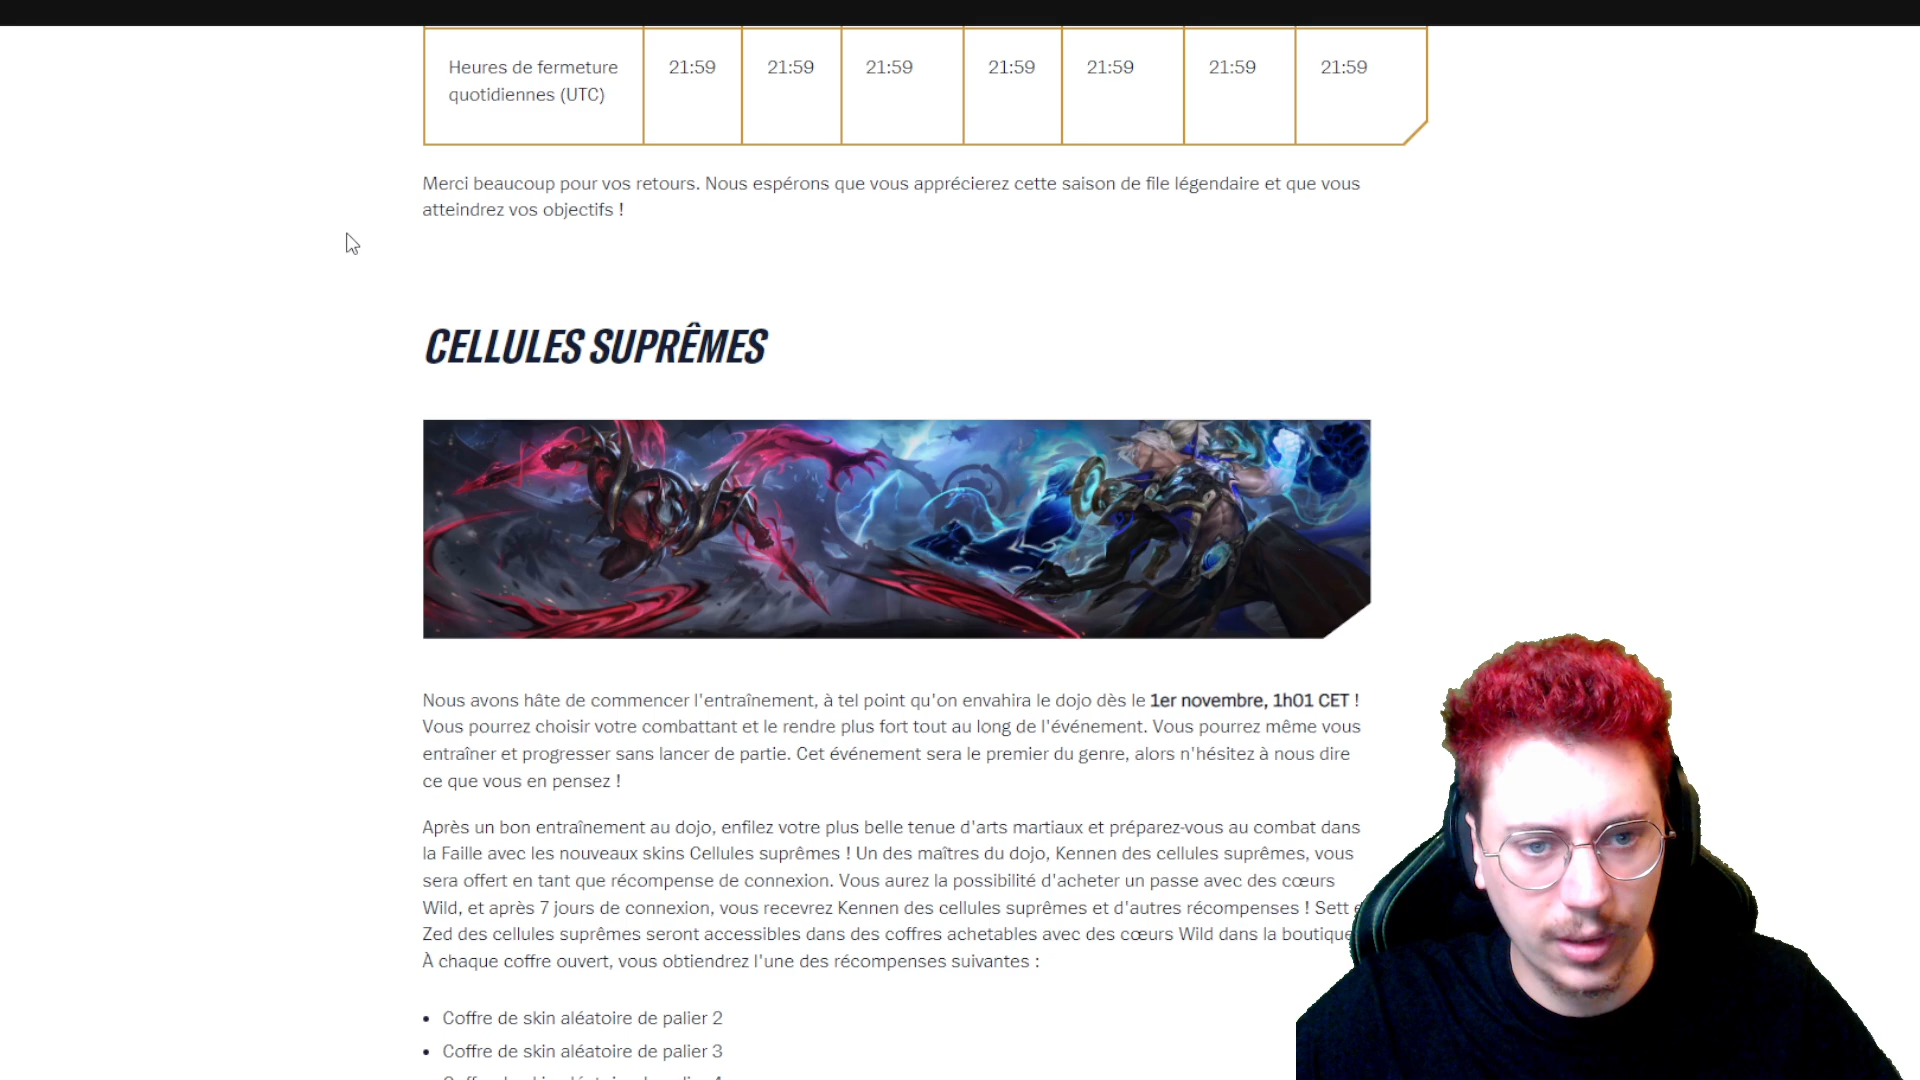 Heures de fermeture 21:59 21:59 21:59 21:59 21:59 21:59 21:59
quotidiennes (UTC)
Merci beaucoup pour vos retours. Nous espérons que vous apprécierez cette saison de file légendaire et que vous
atteindrez vos objectifs !
CELLULES SUPRÊMES
Nous avons hâte de commencer l'entraînement, à tel point qu'on envahira le dojo dès le 1er novembre, 1h01 CET !
Vous pourrez choisir votre combattant et le rendre plus fort tout au long de l'événement. Vous pourrez même vous
entraîner et progresser sans lancer de partie. Cet événement sera le premier du genre, alors n'hésitez à nous dire
ce que vous en pensez !
Après un bon entraînement au dojo, enfilez votre plus belle tenue d'arts martiaux et préparez-vous au combat dans
la Faille avec les nouveaux skins Cellules suprêmes ! Un des maîtres du dojo, Kennen des cellules suprêmes, vous
sera offert en tant que récompense de connexion. Vous aurez la possibilité d'acheter un passe avec des cœurs
Wild, et après 7 jours de connexion, vous recevrez Kennen des cellules suprêmes et d'autres récompenses ! Sett
Zed des cellules suprêmes seront accessibles dans des coffres achetables avec des cœurs Wild dans la boutique
À chaque coffre ouvert, vous obtiendrez l'une des récompenses suivantes :
• Coffre de skin aléatoire de palier 2
• Coffre de skin aléatoire de palier 3